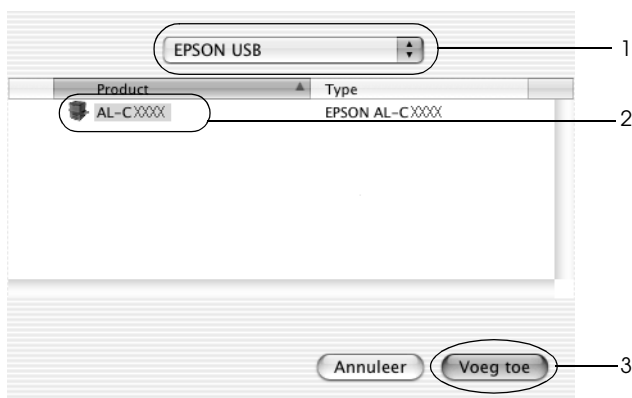 EPSON USB 1
Product Type
AL-CXXXX EPSON AL-CXXXX 2
Annuleer Voeg toe 3